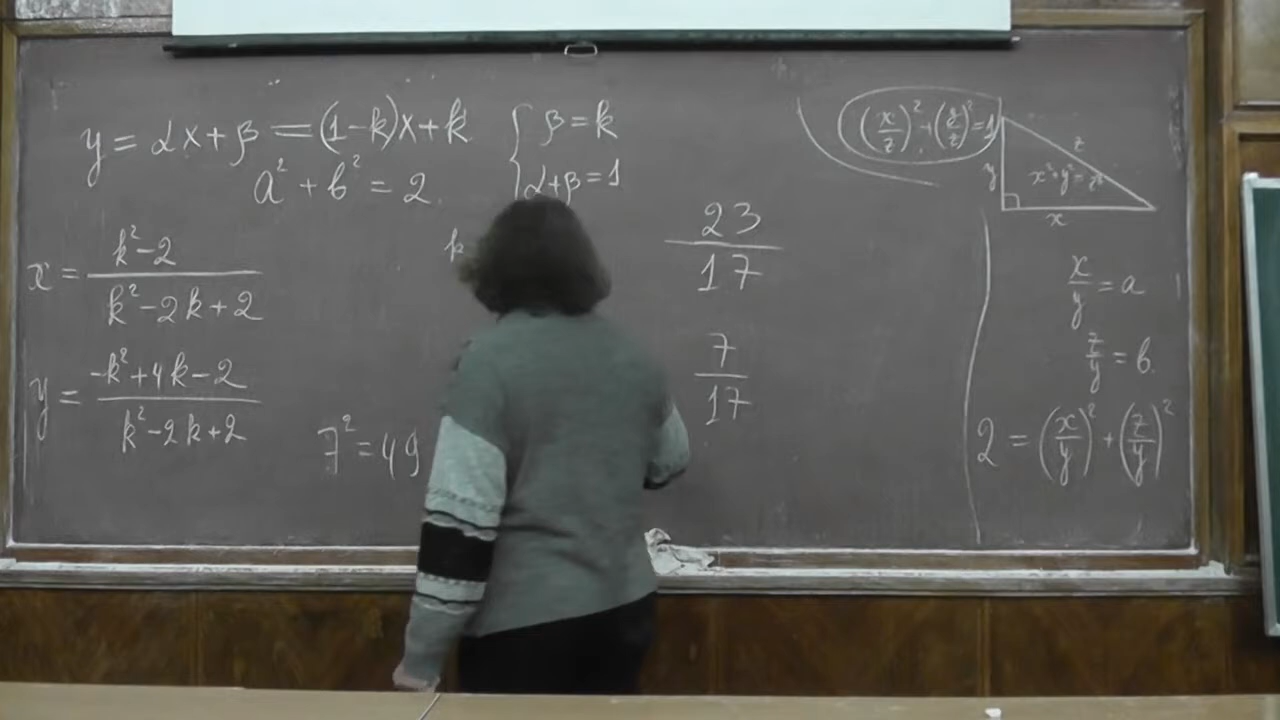 y = αx + β = (1-k)x + k
{ β = k
α+β = 1
a² + b² = 2
x = (k²-2)/(k²-2k+2)
y = (-k²+4k-2)/(k²-2k+2)
k
7² = 49
23/17
7/17
(x/z)² + (y/z)² = 1
z
y
x²+y²=z²
x
x/y = a
z/y = b.
2 = (x/y)² + (z/y)²